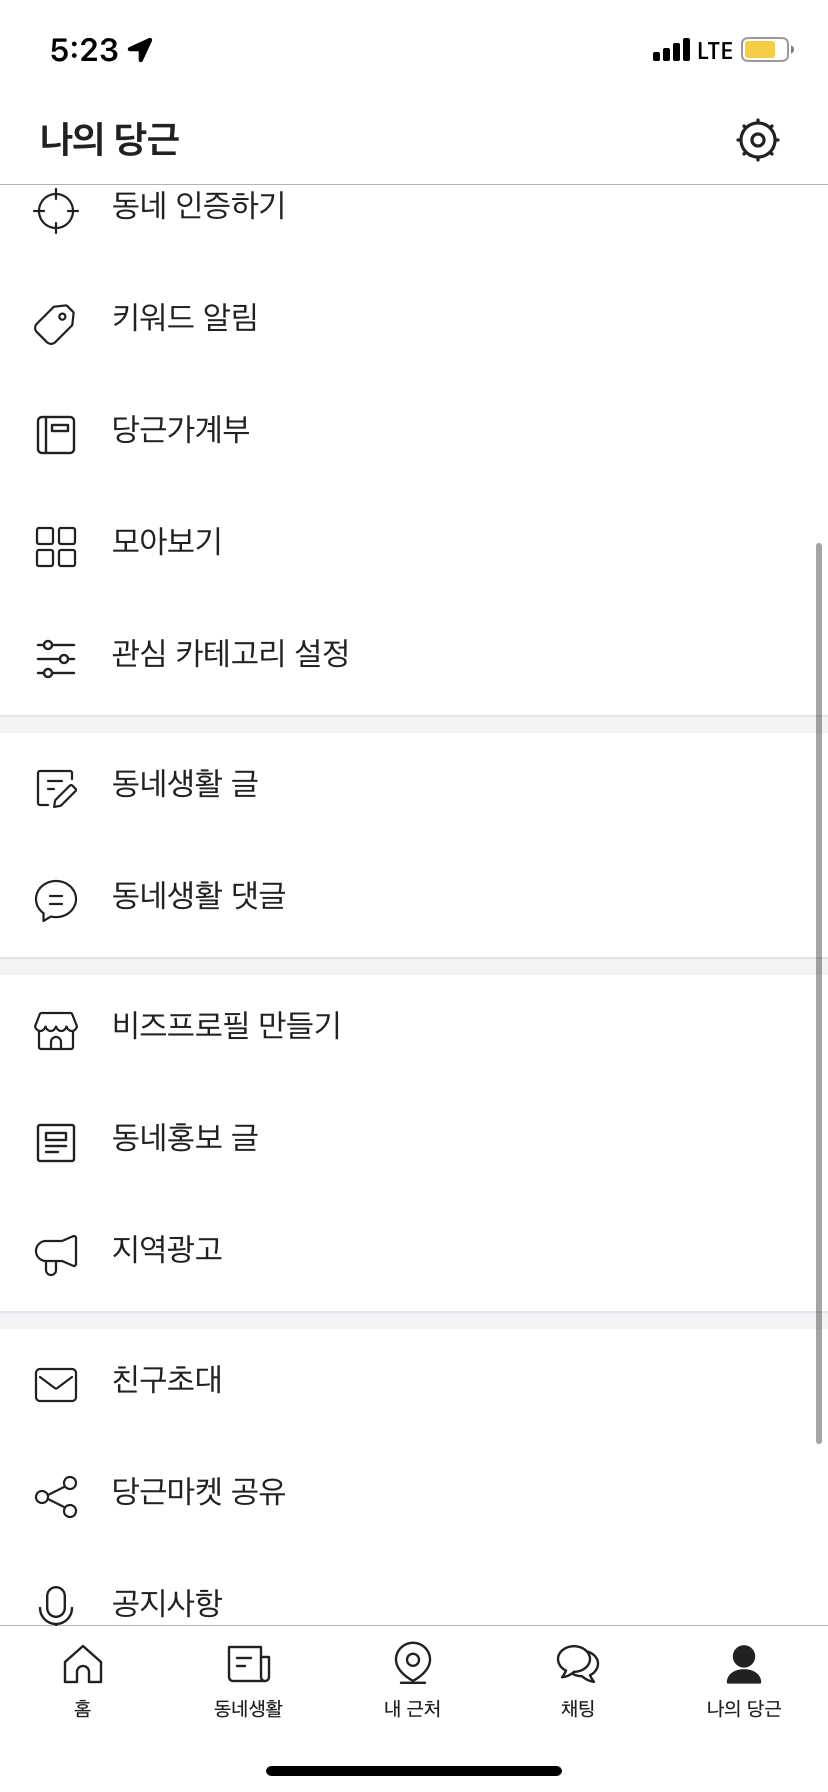 5:23
LTE
나의 당근
동네 인증하기
키워드 알림
당근가계부
모아보기
관심 카테고리 설정
동네생활 글
동네생활 댓글
비즈프로필 만들기
동네홍보 글
지역광고
친구초대
당근마켓 공유
공지사항
홈
동네생활
내 근처
채팅
나의 당근